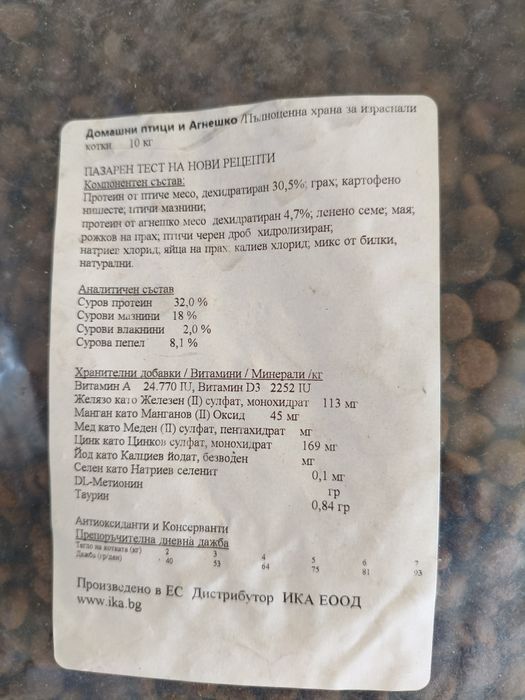 Домашни птици и Агнешко /Пълноценна храна за израснали
котки 10 кг
ПАЗАРЕН ТЕСТ НА НОВИ РЕЦЕПТИ
Компонентен състав:
Протеин от птиче месо, дехидратиран 30,5%; грах; картофено
нишесте; птичи мазнини;
протеин от агнешко месо дехидратиран 4,7%; ленено семе; мая;
рожков на прах; птичи черен дроб хидролизиран;
натриев хлорид; яйца на прах; калиев хлорид; микс от билки,
натурални.
Аналитичен състав
Суров протеин 32,0 %
Сурови мазнини 18 %
Сурови влакнини 2,0 %
Сурова пепел 8,1 %
Хранителни добавки / Витамини / Минерали /кг
Витамин А 24.770 IU, Витамин D3 2252 IU
Желязо като Железен (II) сулфат, монохидрат 113 мг
Манган като Манганов (II) Оксид 45 мг
Мед като Меден (II) сулфат, пентахидрат мг
Цинк като Цинков сулфат, монохидрат 169 мг
Йод като Калциев йодат, безводен мг
Селен като Натриев селенит 0,1 мг
DL-Метионин гр
Таурин 0,84 гр
Антиоксиданти и Консерванти
Препоръчителна дневна дажба
Тегло на котката (кг) 2 3 4 5 6 7
Дажба (гр/ден) 40 53 64 75 81 93
Произведено в ЕС Дистрибутор ИКА ЕООД
www.ika.bg